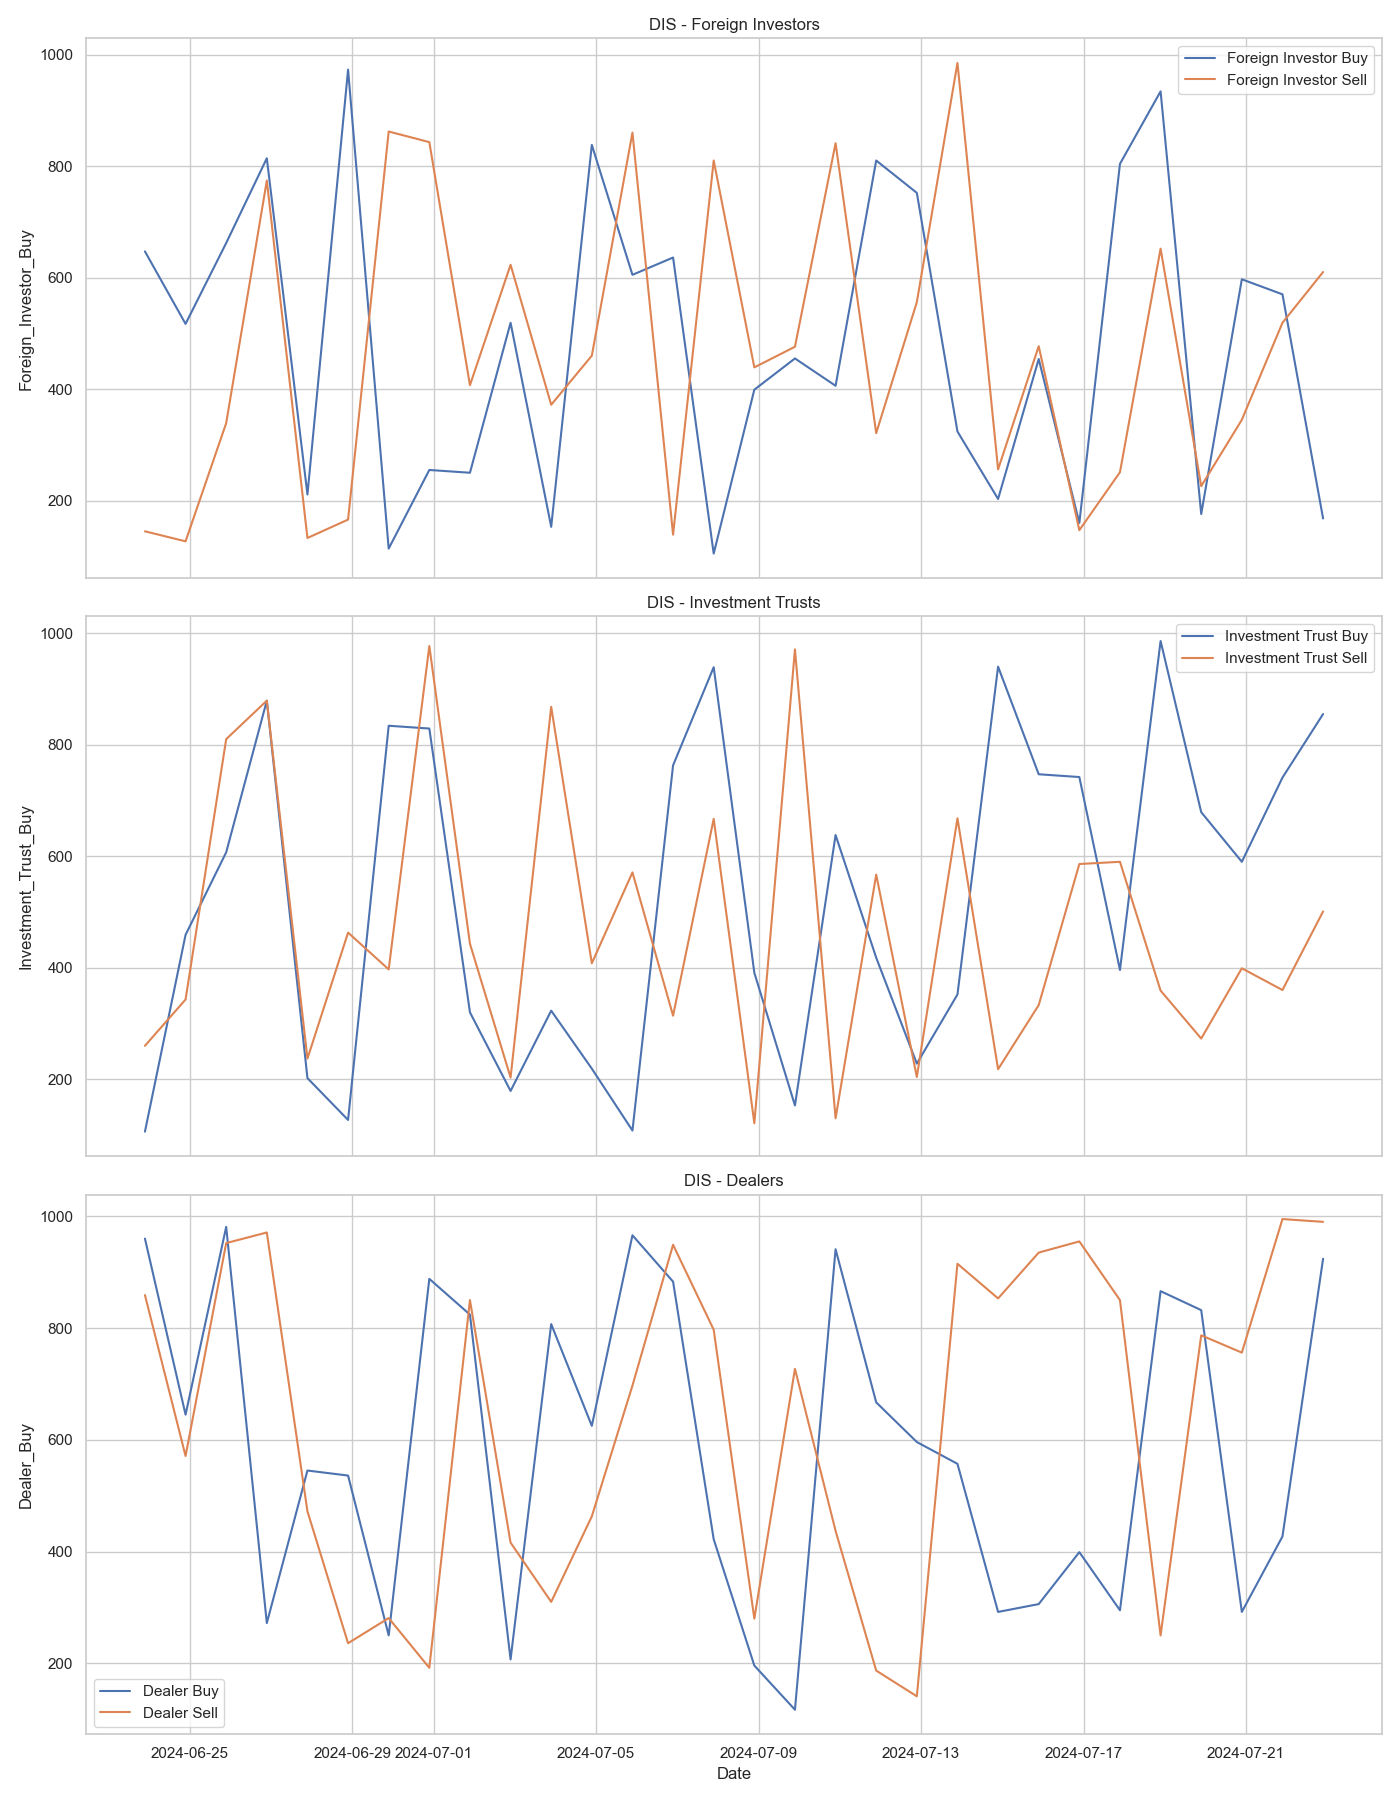 DIS - Foreign Investors
1000
800
600
400
200
Foreign_Investor_Buy
Foreign Investor Buy
Foreign Investor Sell
DIS - Investment Trusts
1000
800
600
400
200
Investment_Trust_Buy
Investment Trust Buy
Investment Trust Sell
DIS - Dealers
1000
800
600
400
200
Dealer_Buy
Dealer Buy
Dealer Sell
2024-06-25 2024-06-29 2024-07-01 2024-07-05 2024-07-09 2024-07-13 2024-07-17 2024-07-21
Date